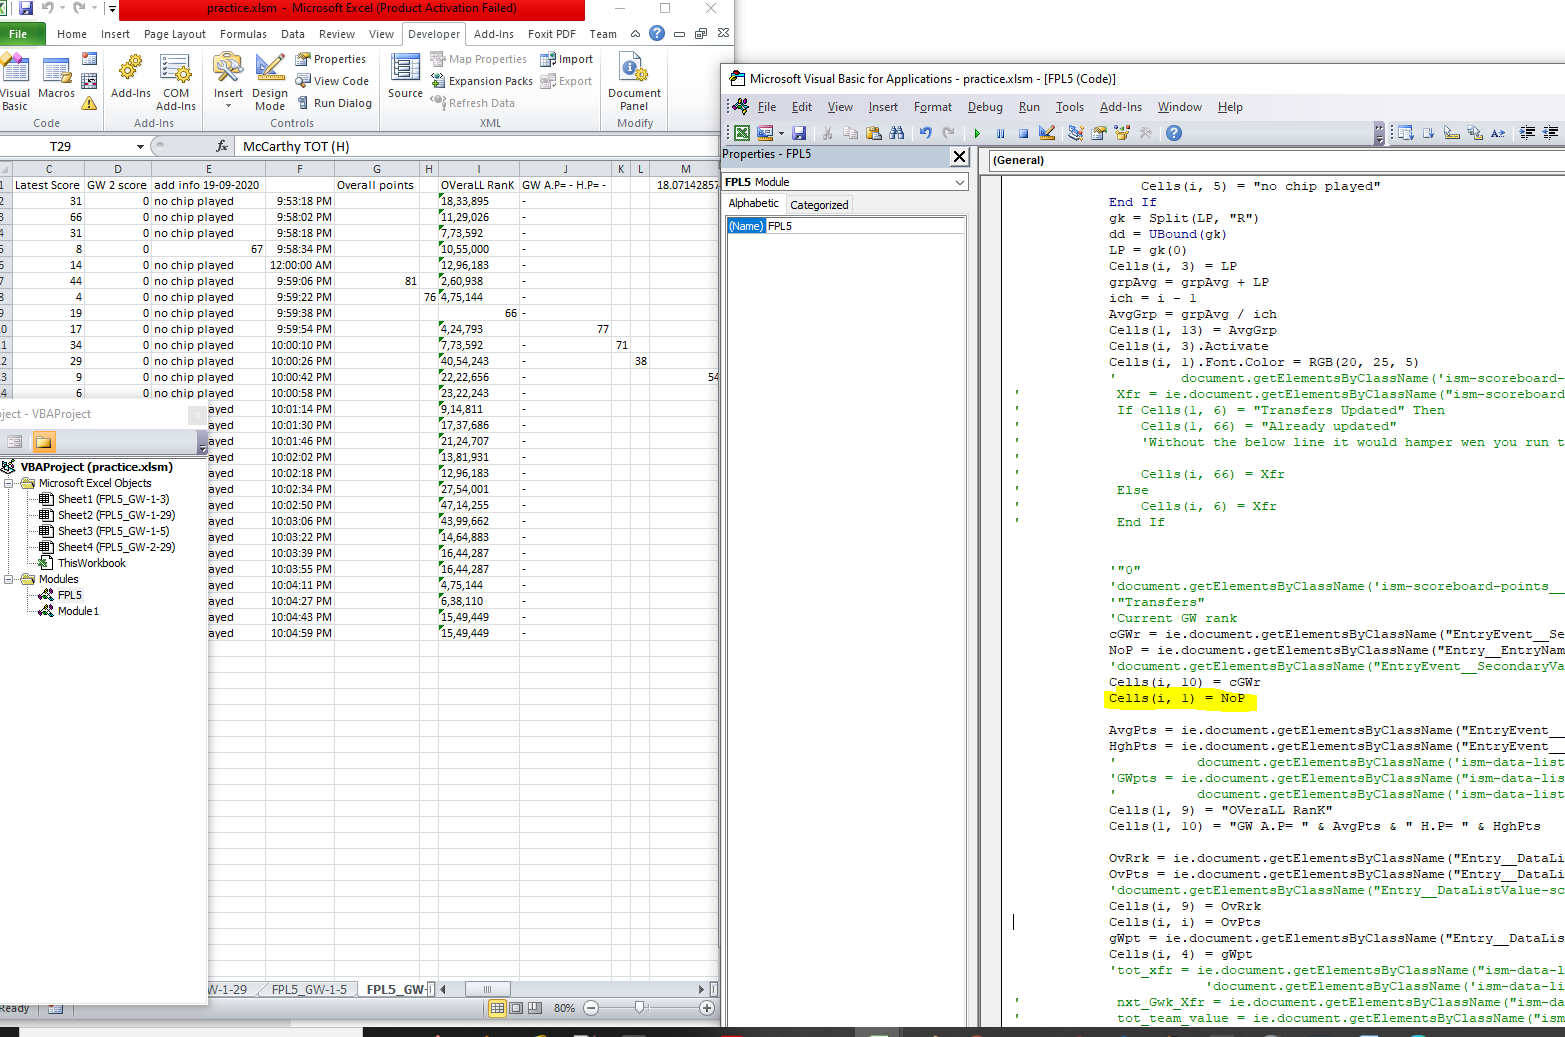 practice.xlsm - Microsoft Excel (Product Activation Failed)
File Home Insert Page Layout Formulas Data Review View Developer Add-Ins Foxit PDF Team
Visual Basic
Macros
Code
Add-Ins
COM Add-Ins
Add-Ins
Insert
Design Mode
Properties
View Code
Run Dialog
Controls
Source
Map Properties
Expansion Packs
Refresh Data
Import
Export
XML
Document Panel
Modify
T29 fx McCarthy TOT (H)
C D E F G H I J K L M
1 Latest Score GW 2 score add info 19-09-2020 Overall points OVeraLL RanK GW A.P= - H.P= - 18.07142857
2 31 0 no chip played 9:53:18 PM 18,33,895 -
3 66 0 no chip played 9:58:02 PM 11,29,026 -
31 0 no chip played 9:58:18 PM 7,73,592 -
5 8 0 67 9:58:34 PM 10,55,000 -
6 14 0 no chip played 12:00:00 AM 12,96,183 -
7 44 0 no chip played 9:59:06 PM 81 2,60,938 -
8 4 0 no chip played 9:59:22 PM 76 4,75,144 -
9 19 0 no chip played 9:59:38 PM 66 -
0 17 0 no chip played 9:59:54 PM 4,24,793 - 77
1 34 0 no chip played 10:00:10 PM 7,73,592 - 71
2 29 0 no chip played 10:00:26 PM 40,54,243 - 38
3 9 0 no chip played 10:00:42 PM 22,22,656 - 54
4 6 0 no chip played 10:00:58 PM 23,22,243 -
ayed 10:01:14 PM 9,14,811 -
ayed 10:01:30 PM 17,37,686 -
ayed 10:01:46 PM 21,24,707 -
ayed 10:02:02 PM 13,81,931 -
ayed 10:02:18 PM 12,96,183 -
ayed 10:02:34 PM 27,54,001 -
ayed 10:02:50 PM 47,14,255 -
ayed 10:03:06 PM 43,99,662 -
ayed 10:03:22 PM 14,64,883 -
ayed 10:03:39 PM 16,44,287 -
ayed 10:03:55 PM 16,44,287 -
ayed 10:04:11 PM 4,75,144 -
ayed 10:04:27 PM 6,38,110 -
ayed 10:04:43 PM 15,49,449 -
ayed 10:04:59 PM 15,49,449 -
ject - VBAProject
VBAProject (practice.xlsm)
Microsoft Excel Objects
Sheet1 (FPL5_GW-1-3)
Sheet2 (FPL5_GW-1-29)
Sheet3 (FPL5_GW-1-5)
Sheet4 (FPL5_GW-2-29)
ThisWorkbook
Modules
FPL5
Module1
W-1-29 FPL5_GW-1-5 FPL5_GW-
Ready 80%
Microsoft Visual Basic for Applications - practice.xlsm - [FPL5 (Code)]
File Edit View Insert Format Debug Run Tools Add-Ins Window Help
Properties - FPL5
FPL5 Module
Alphabetic Categorized
(Name) FPL5
(General)
Cells(i, 5) = "no chip played"
End If
gk = Split(LP, "R")
dd = UBound(gk)
LP = gk(0)
Cells(i, 3) = LP
grpAvg = grpAvg + LP
ich = i - 1
AvgGrp = grpAvg / ich
Cells(1, 13) = AvgGrp
Cells(i, 3).Activate
Cells(i, 1).Font.Color = RGB(20, 25, 5)
' document.getElementsByClassName('ism-scoreboard-
' Xfr = ie.document.getElementsByClassName("ism-scoreboard
' If Cells(1, 6) = "Transfers Updated" Then
' Cells(1, 66) = "Already updated"
' 'Without the below line it would hamper wen you run t
'
' Cells(i, 66) = Xfr
' Else
' Cells(i, 6) = Xfr
' End If
'"0"
'document.getElementsByClassName('ism-scoreboard-points__
'"Transfers"
'Current GW rank
cGWr = ie.document.getElementsByClassName("EntryEvent__Se
NoP = ie.document.getElementsByClassName("Entry__EntryNam
'document.getElementsByClassName("EntryEvent__SecondaryVa
Cells(i, 10) = cGWr
Cells(i, 1) = NoP
AvgPts = ie.document.getElementsByClassName("EntryEvent__
HghPts = ie.document.getElementsByClassName("EntryEvent__
' document.getElementsByClassName('ism-data-list
'GWpts = ie.document.getElementsByClassName("ism-data-lis
' document.getElementsByClassName('ism-data-list
Cells(1, 9) = "OVeraLL RanK"
Cells(1, 10) = "GW A.P= " & AvgPts & " H.P= " & HghPts
OvRrk = ie.document.getElementsByClassName("Entry__DataLi
OvPts = ie.document.getElementsByClassName("Entry__DataLi
'document.getElementsByClassName("Entry__DataListValue-sc
Cells(i, 9) = OvRrk
Cells(i, i) = OvPts
gWpt = ie.document.getElementsByClassName("Entry__DataLis
Cells(i, 4) = gWpt
'tot_xfr = ie.document.getElementsByClassName("ism-data-l
'document.getElementsByClassName('ism-data-lis
' nxt_Gwk_Xfr = ie.document.getElementsByClassName("ism-da
' tot_team_value = ie.document.getElementsByClassName("ism